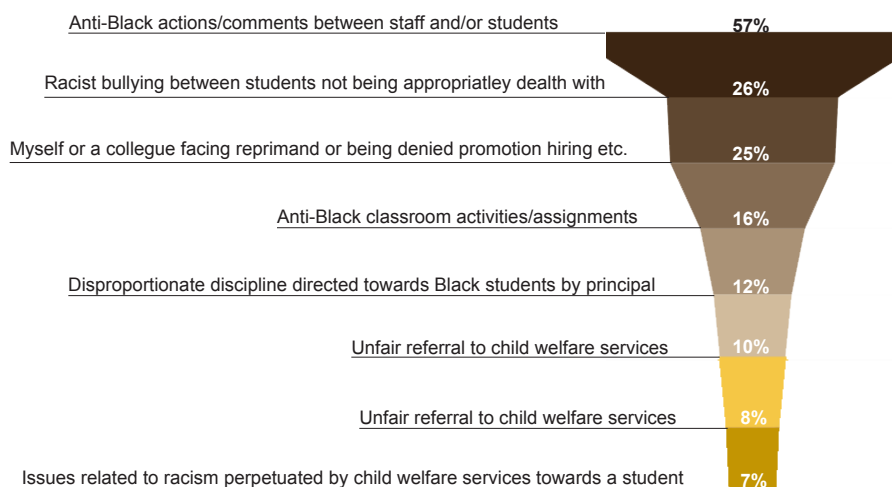 Anti-Black actions/comments between staff and/or students 57%
Racist bullying between students not being appropriatley dealth with 26%
Myself or a collegue facing reprimand or being denied promotion hiring etc. 25%
Anti-Black classroom activities/assignments 16%
Disproportionate discipline directed towards Black students by principal 12%
Unfair referral to child welfare services 10%
Unfair referral to child welfare services 8%
Issues related to racism perpetuated by child welfare services towards a student 7%